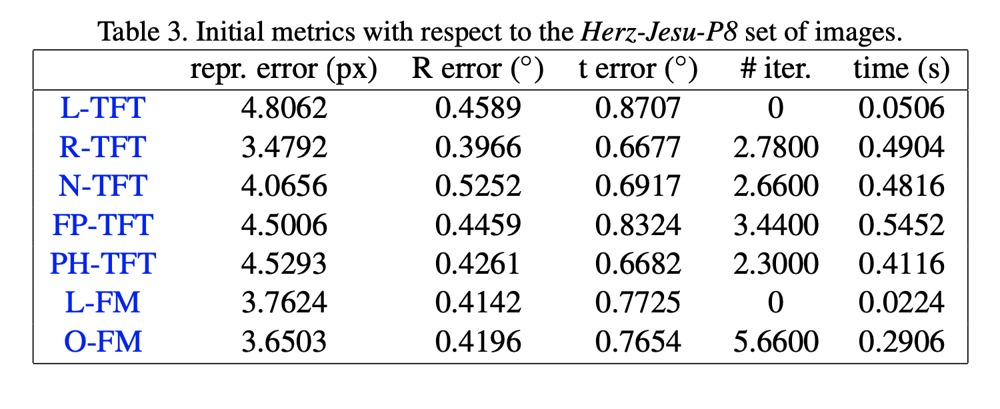 Table 3. Initial metrics with respect to the Herz-Jesu-P8 set of images.
repr. error (px) R error (°) t error (°) # iter. time (s)
L-TFT 4.8062 0.4589 0.8707 0 0.0506
R-TFT 3.4792 0.3966 0.6677 2.7800 0.4904
N-TFT 4.0656 0.5252 0.6917 2.6600 0.4816
FP-TFT 4.5006 0.4459 0.8324 3.4400 0.5452
PH-TFT 4.5293 0.4261 0.6682 2.3000 0.4116
L-FM 3.7624 0.4142 0.7725 0 0.0224
O-FM 3.6503 0.4196 0.7654 5.6600 0.2906